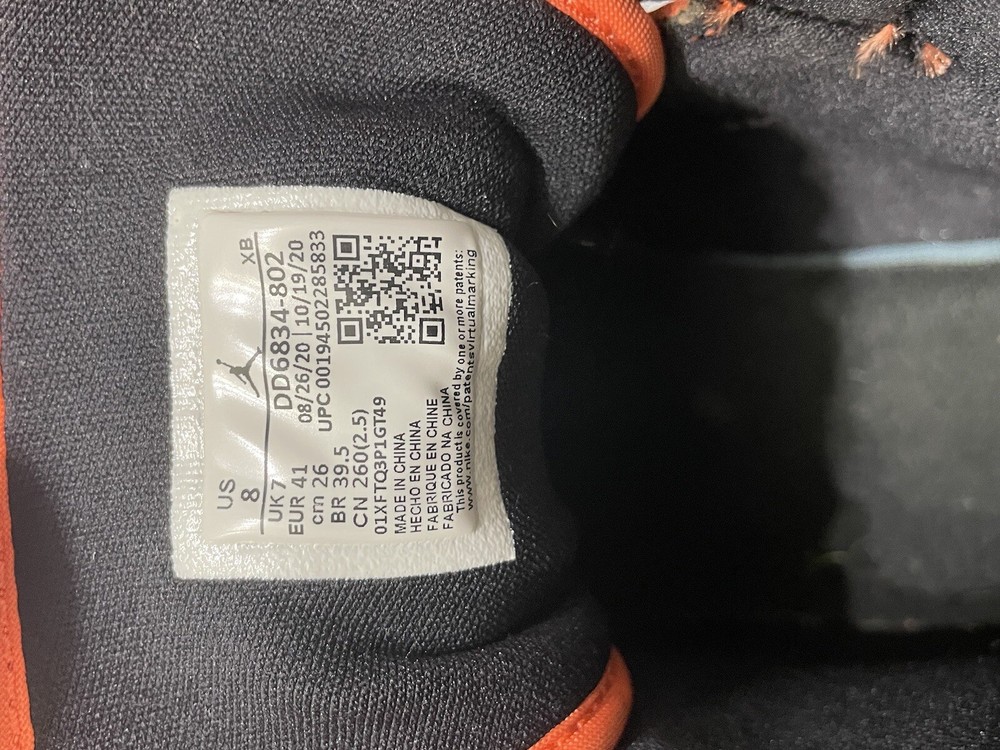 US
8
XB
UK 7
DD6834-802
EUR 41
08/26/20 | 10/19/20
cm 26
UPC 00194502285833
BR 39.5
CN 260(2.5)
01XFTQ3P1GT49
MADE IN CHINA
HECHO EN CHINA
FABRIQUE EN CHINE
FABRICADO NA CHINA
This product is covered by one or more patents:
www.nike.com/patentsvirtualmarking